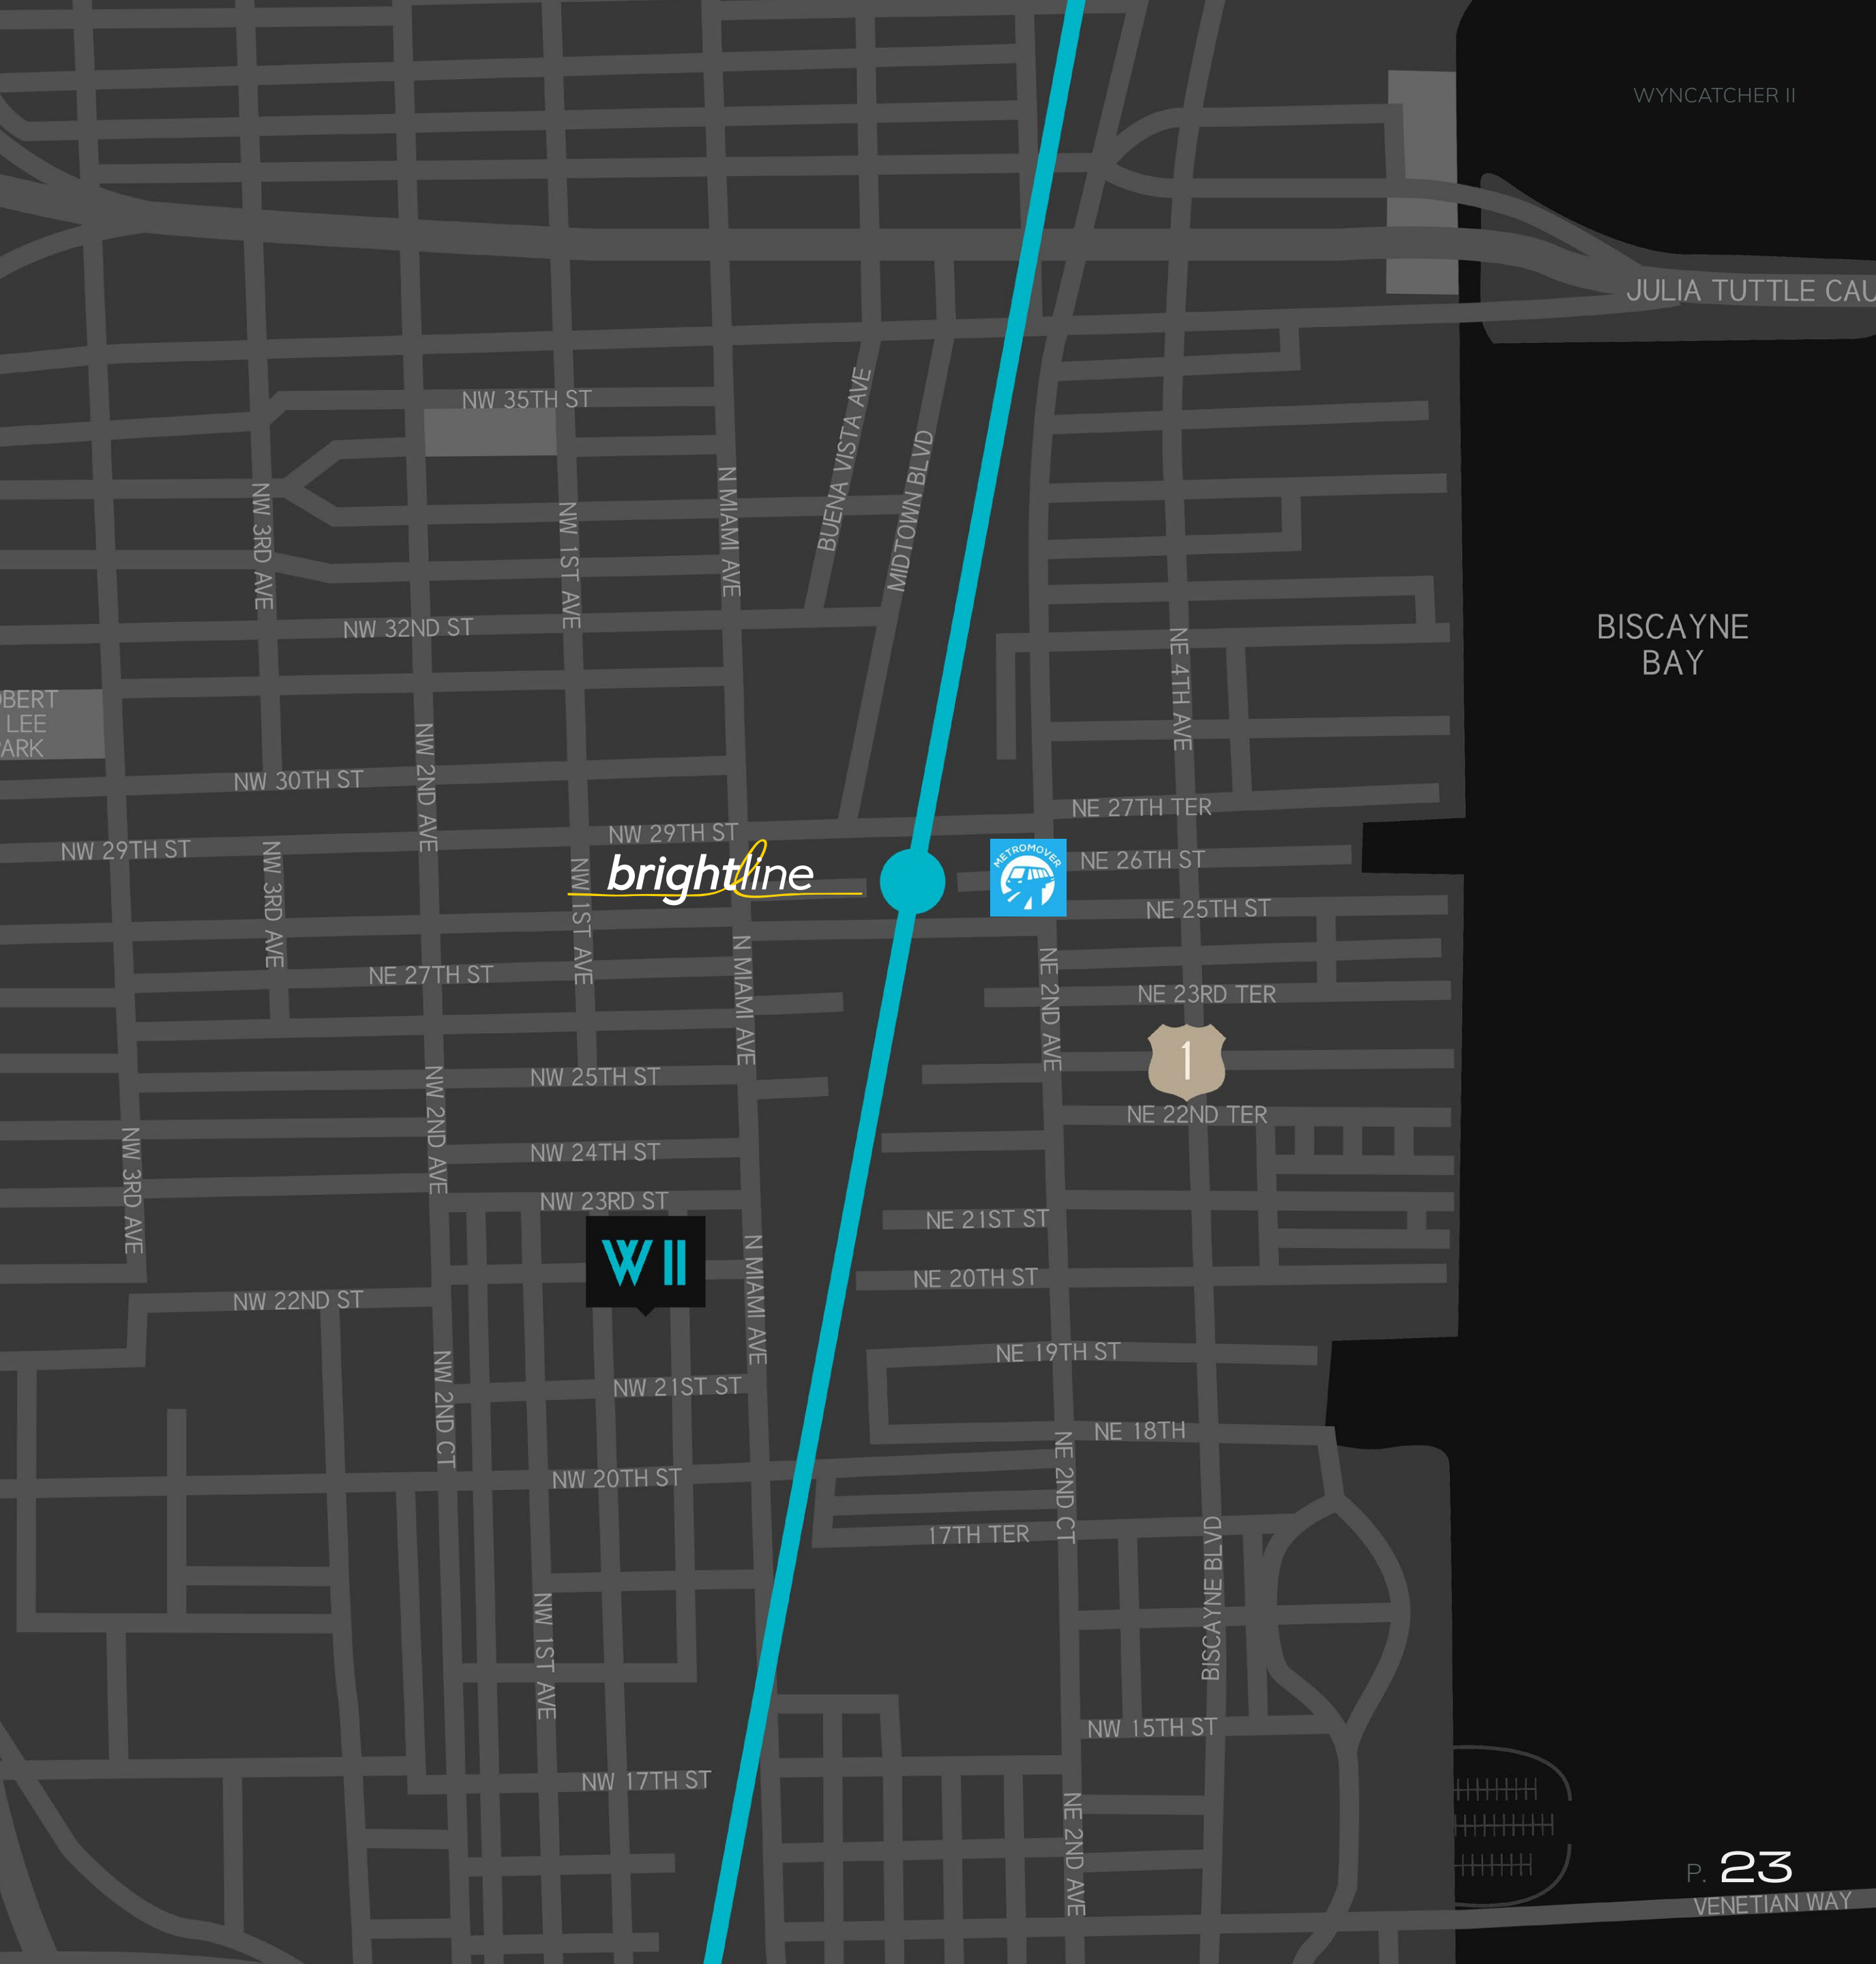 WYNCATCHER II
JULIA TUTTLE CAU
NW 35TH ST
BUENA VISTA AVE
MIDTOWN BLVD
NW 3RD AVE
NW 1ST AVE
N MIAMI AVE
NW 32ND ST
BISCAYNE
BAY
NE 4TH AVE
OBERT
LEE
ARK
NW 2ND AVE
NW 30TH ST
NE 27TH TER
NW 29TH ST
NW 29TH ST
brightline
METROMOVER
NE 26TH ST
NW 3RD AVE
NW 1ST AVE
NE 25TH ST
N MIAMI AVE
NE 27TH ST
NE 2ND AVE
NE 23RD TER
1
NW 2ND AVE
NW 25TH ST
NE 22ND TER
NW 3RD AVE
NW 24TH ST
NW 23RD ST
NE 21ST ST
W II
N MIAMI AVE
NE 20TH ST
NW 22ND ST
NE 19TH ST
NW 2ND CT
NW 21ST ST
NE 18TH
NE 2ND CT
NW 20TH ST
17TH TER
BISCAYNE BLVD
NW 1ST AVE
NW 15TH ST
NW 17TH ST
NE 2ND AVE
P. 23
VENETIAN WAY